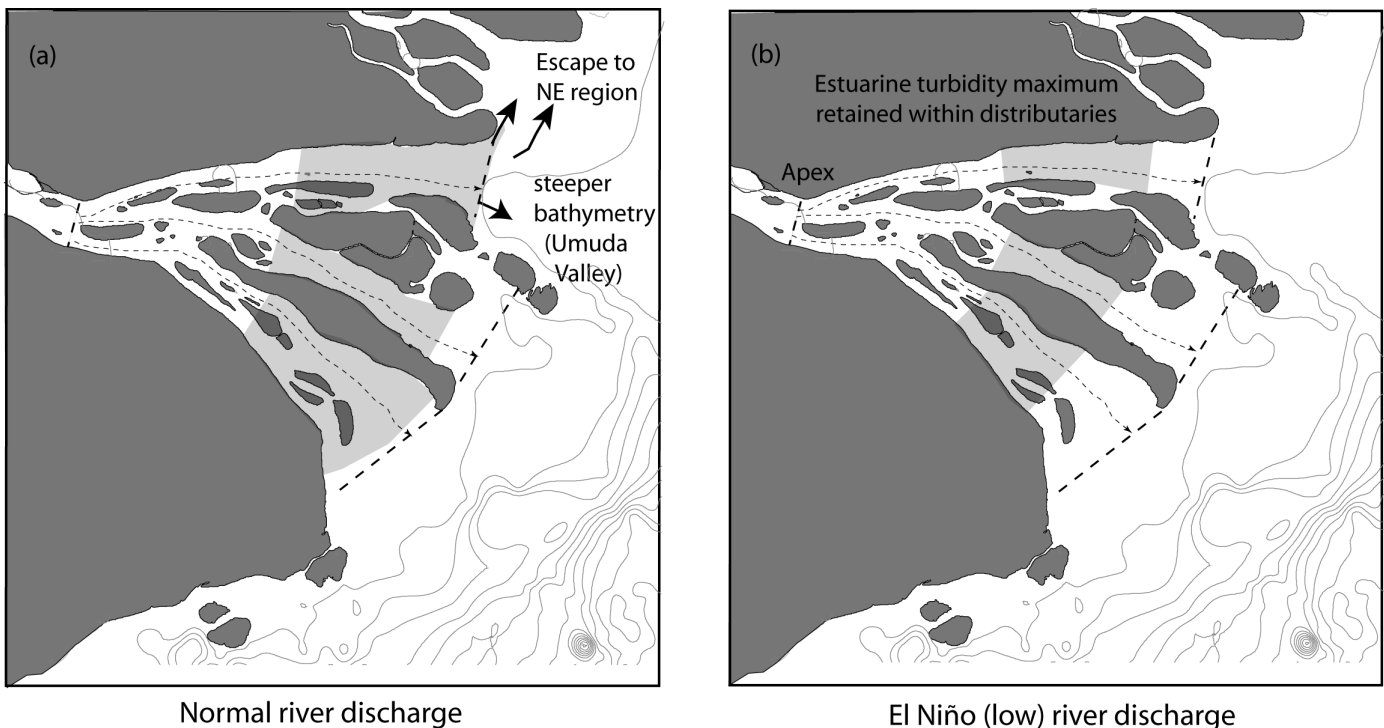 (a)
Escape to
NE region
steeper
bathymetry
(Umuda
Valley)
Normal river discharge
(b)
Estuarine turbidity maximum
retained within distributaries
Apex
El Niño (low) river discharge